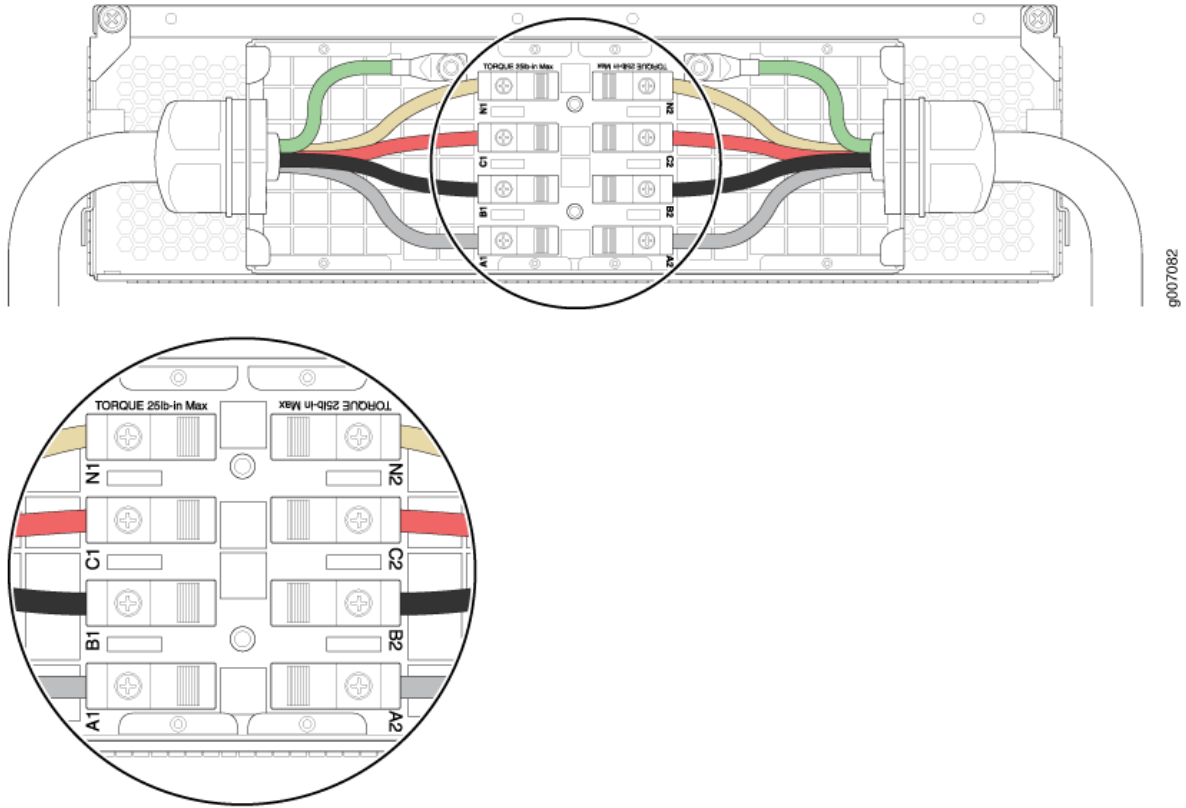 TORQUE 25lb-in Max
TORQUE 25lb-in Max
N1
N2
C1
C2
B1
B2
A1
A2
g007082
TORQUE 25lb-in Max
TORQUE 25lb-in Max
N1
N2
C1
C2
B1
B2
A1
A2